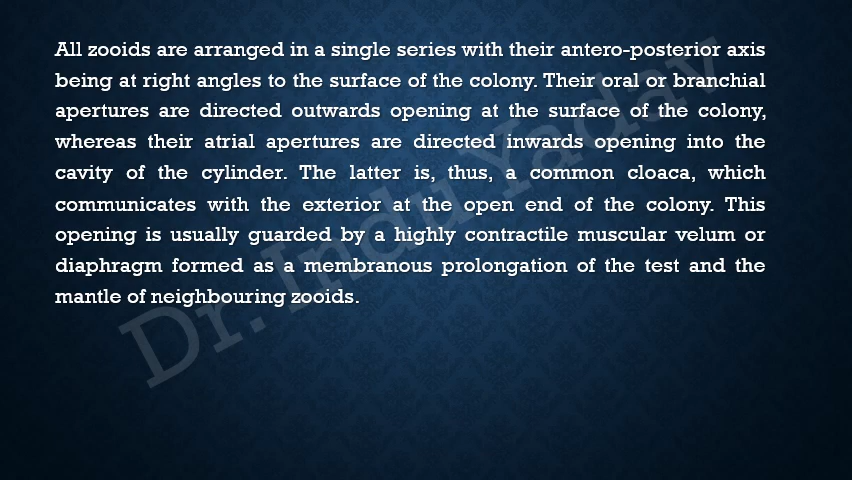 All zooids are arranged in a single series with their antero-posterior axis
being at right angles to the surface of the colony. Their oral or branchial
apertures are directed outwards opening at the surface of the colony,
whereas their atrial apertures are directed inwards opening into the
cavity of the cylinder. The latter is, thus, a common cloaca, which
communicates with the exterior at the open end of the colony. This
opening is usually guarded by a highly contractile muscular velum or
diaphragm formed as a membranous prolongation of the test and the
mantle of neighbouring zooids.
Dr. Indu Yadav